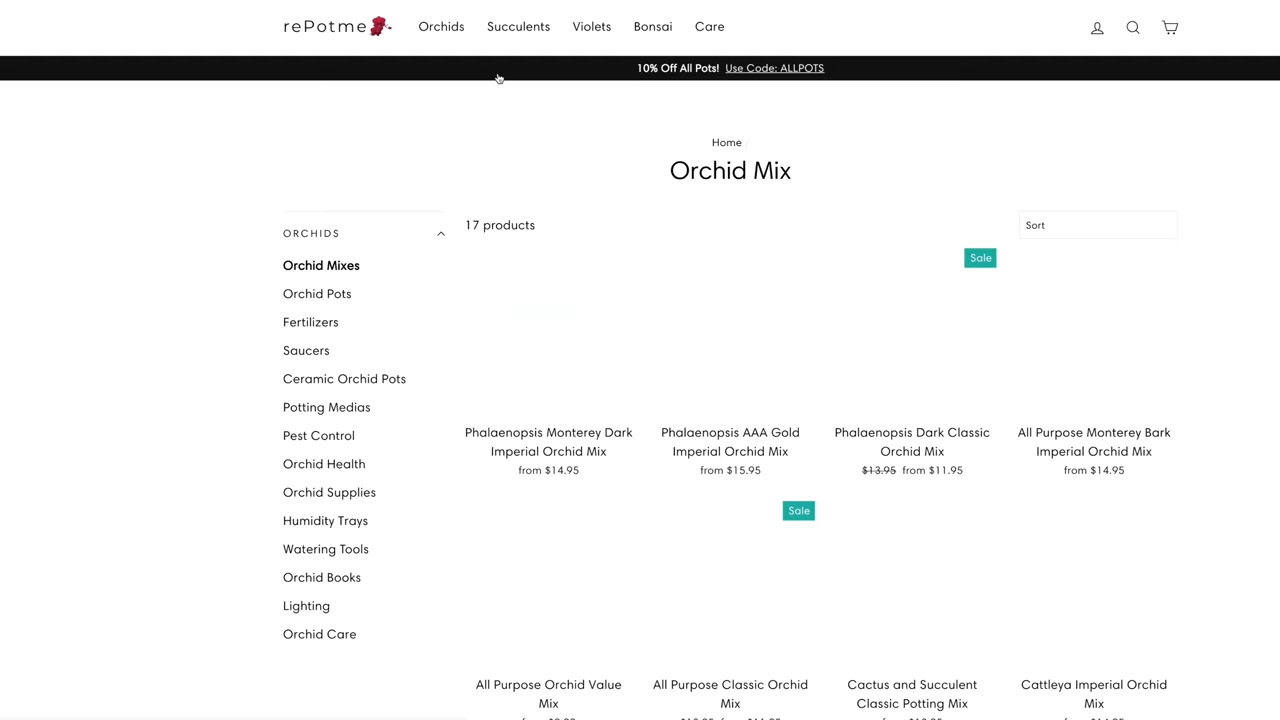 rePotme
Orchids Succulents Violets Bonsai Care
10% Off All Pots! Use Code: ALLPOTS
Home /
Orchid Mix
ORCHIDS
Orchid Mixes
Orchid Pots
Fertilizers
Saucers
Ceramic Orchid Pots
Potting Medias
Pest Control
Orchid Health
Orchid Supplies
Humidity Trays
Watering Tools
Orchid Books
Lighting
Orchid Care
17 products
Sort
Sale
Phalaenopsis Monterey Dark
Imperial Orchid Mix
from $14.95
Phalaenopsis AAA Gold
Imperial Orchid Mix
from $15.95
Phalaenopsis Dark Classic
Orchid Mix
$13.95 from $11.95
All Purpose Monterey Bark
Imperial Orchid Mix
from $14.95
Sale
All Purpose Orchid Value
Mix
All Purpose Classic Orchid
Mix
Cactus and Succulent
Classic Potting Mix
Cattleya Imperial Orchid
Mix